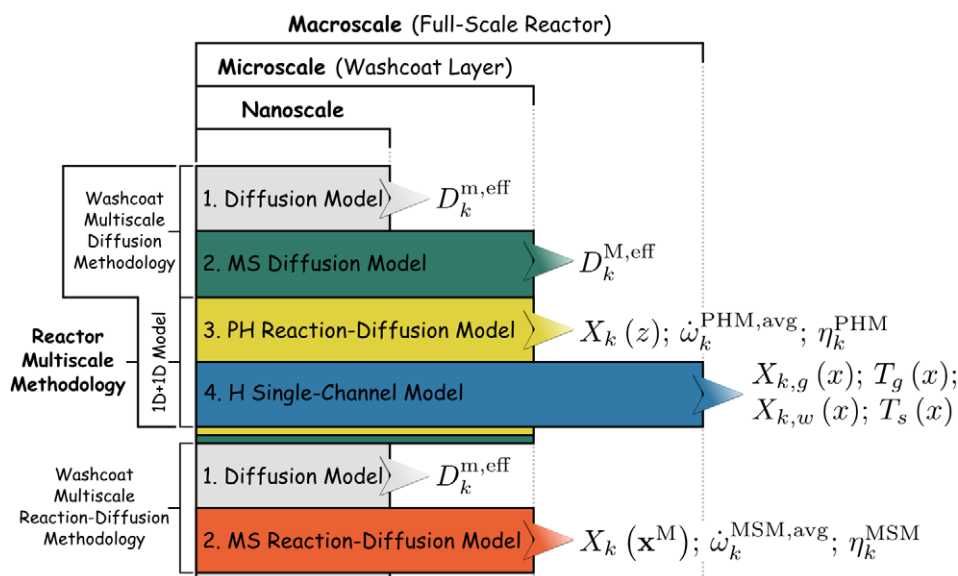 Macroscale (Full-Scale Reactor)
Microscale (Washcoat Layer)
Nanoscale
Washcoat
Multiscale
Diffusion
Methodology
1. Diffusion Model
D_k^{m,eff}
2. MS Diffusion Model
D_k^{M,eff}
Reactor
Multiscale
Methodology
1D+1D Model
3. PH Reaction-Diffusion Model
X_k (z); ω̇_k^{PHM,avg}; η_k^{PHM}
4. H Single-Channel Model
X_{k,g} (x); T_g (x);
X_{k,w} (x); T_s (x)
Washcoat
Multiscale
Reaction-Diffusion
Methodology
1. Diffusion Model
D_k^{m,eff}
2. MS Reaction-Diffusion Model
X_k (𝐱^M); ω̇_k^{MSM,avg}; η_k^{MSM}